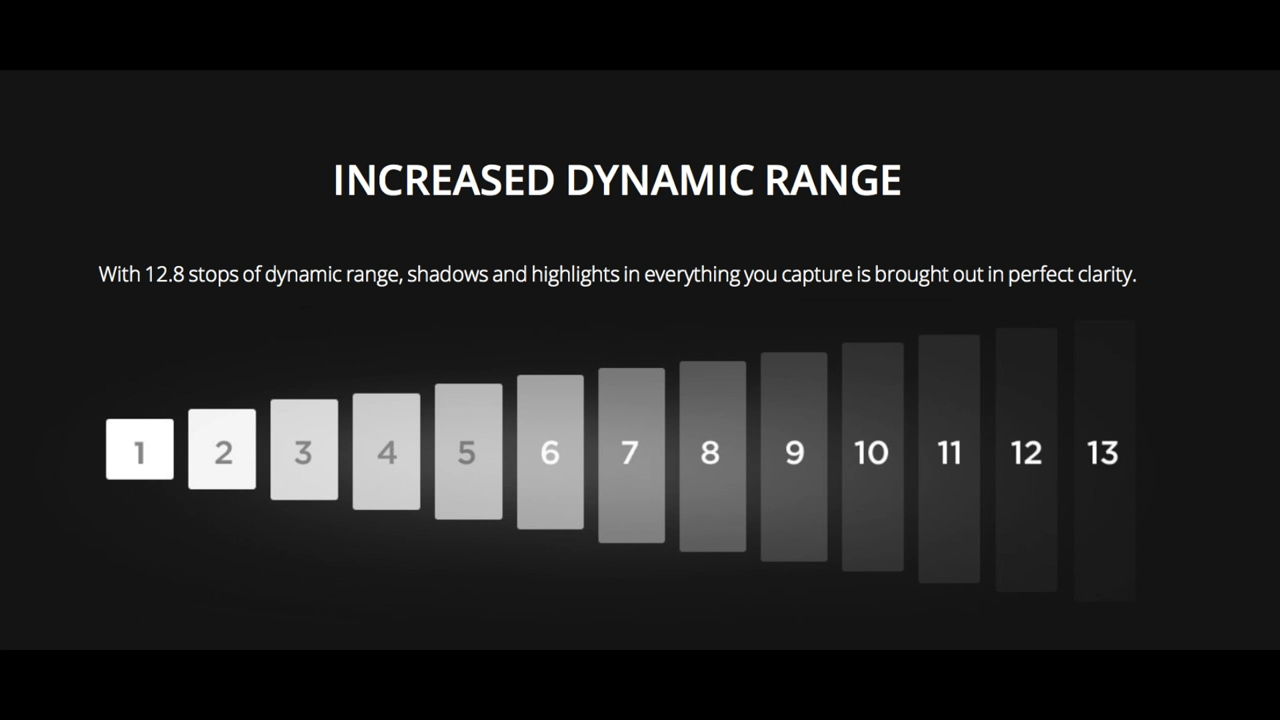 INCREASED DYNAMIC RANGE
With 12.8 stops of dynamic range, shadows and highlights in everything you capture is brought out in perfect clarity.
1 2 3 4 5 6 7 8 9 10 11 12 13